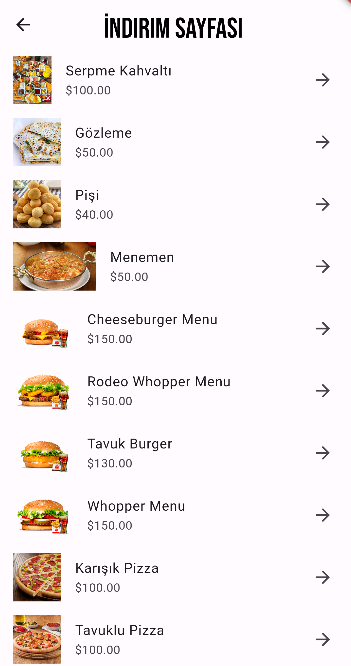 İNDIRIM SAYFASI
Serpme Kahvaltı
$100.00
Gözleme
$50.00
Pişi
$40.00
Menemen
$50.00
Cheeseburger Menu
$150.00
Rodeo Whopper Menu
$150.00
Tavuk Burger
$130.00
Whopper Menu
$150.00
Karışık Pizza
$100.00
Tavuklu Pizza
$100.00